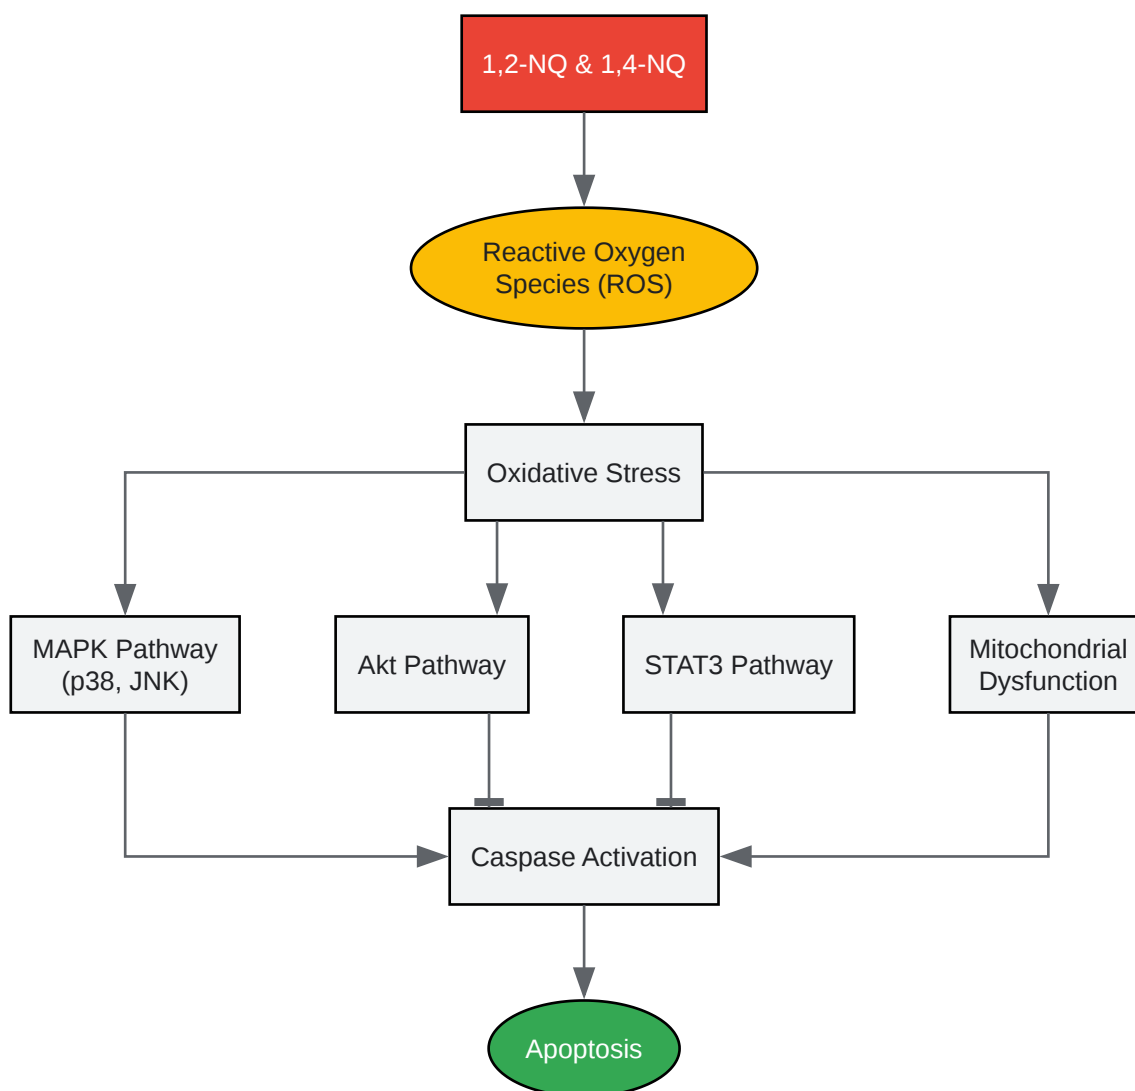 1,2-NQ & 1,4-NQ
Reactive Oxygen
Species (ROS)
Oxidative Stress
MAPK Pathway
(p38, JNK)
Akt Pathway
STAT3 Pathway
Mitochondrial
Dysfunction
Caspase Activation
Apoptosis